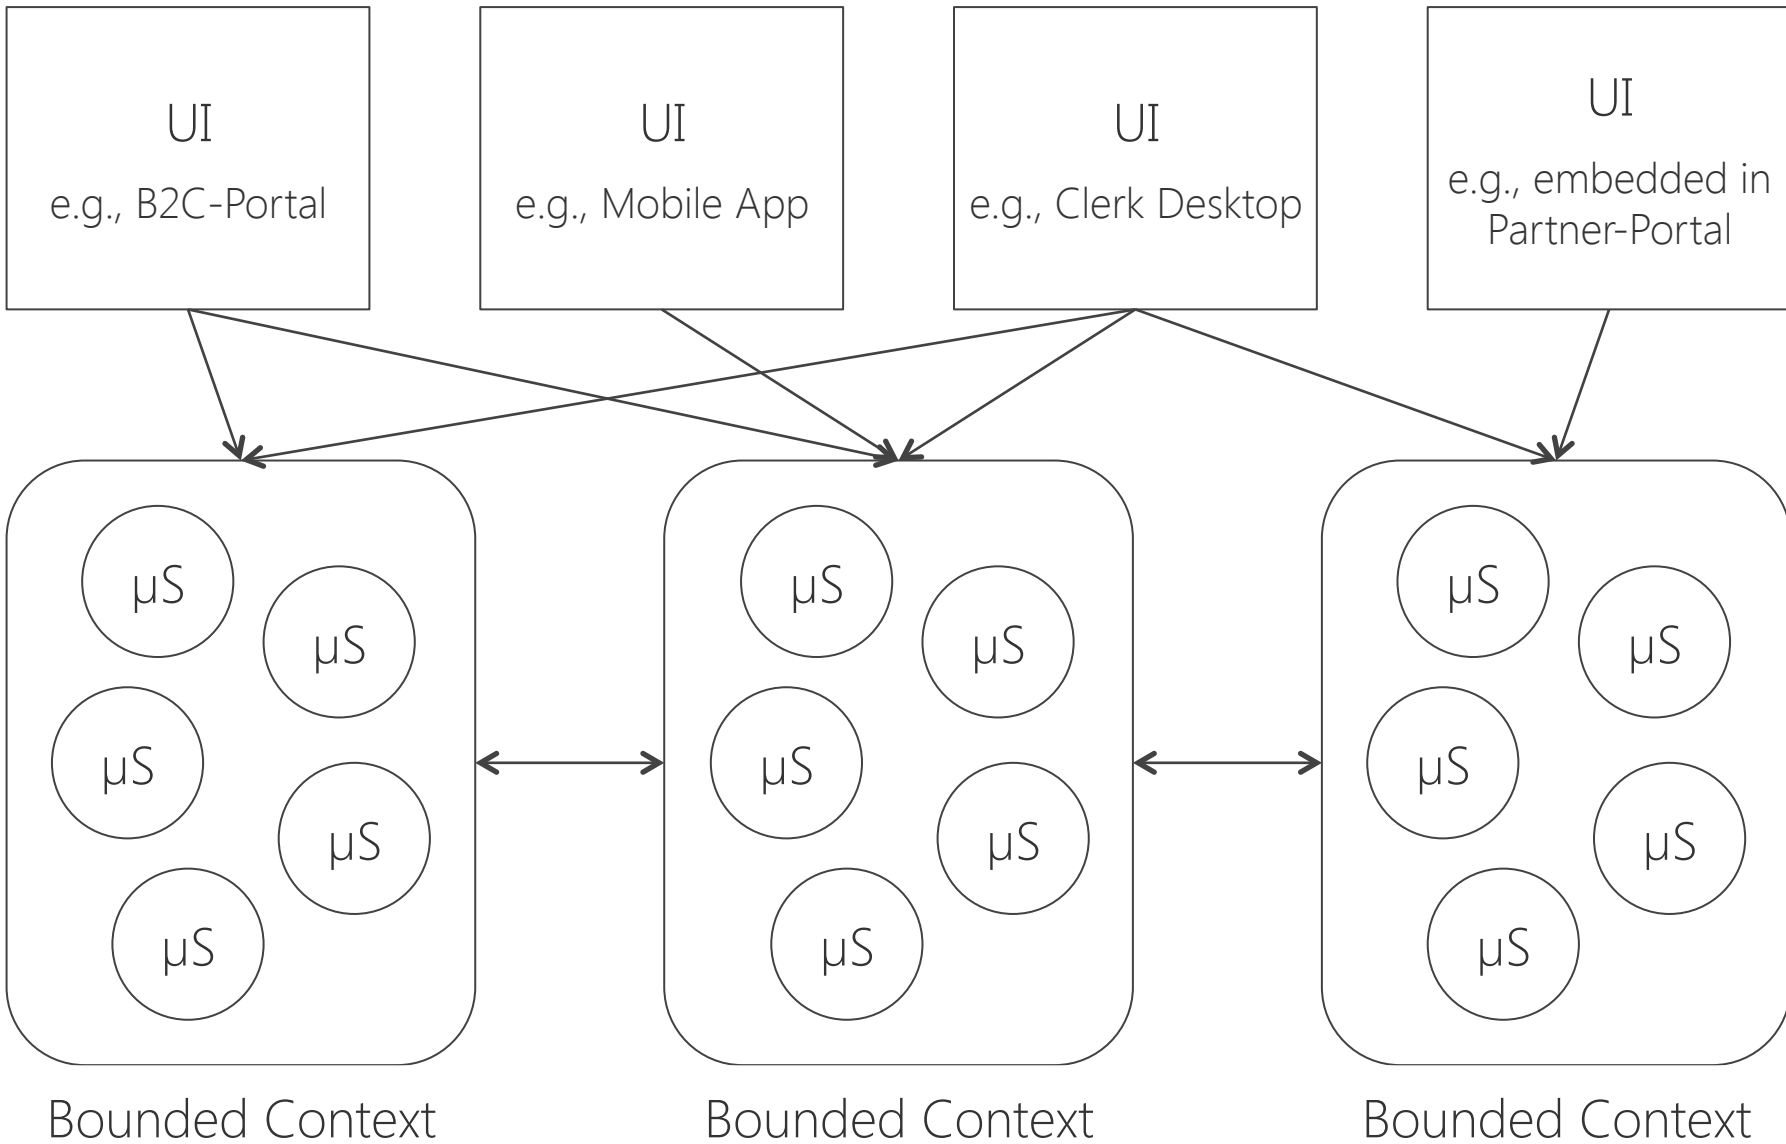 UI
e.g., B2C-Portal
UI
e.g., Mobile App
UI
e.g., Clerk Desktop
UI
e.g., embedded in
Partner-Portal
µS
µS
µS
µS
µS
Bounded Context
µS
µS
µS
µS
µS
Bounded Context
µS
µS
µS
µS
µS
Bounded Context